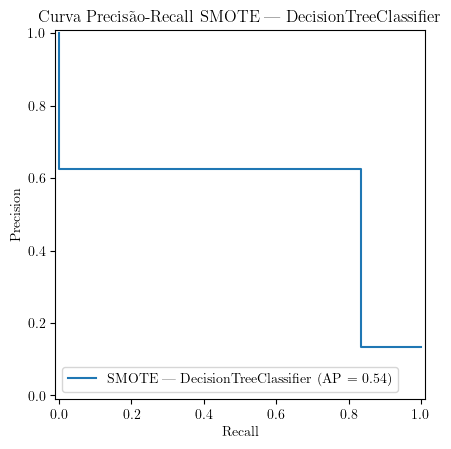 Curva Precisão-Recall SMOTE — DecisionTreeClassifier
1.0
0.8
0.6
0.4
0.2
0.0
Precision
SMOTE — DecisionTreeClassifier (AP = 0.54)
0.0 0.2 0.4 0.6 0.8 1.0
Recall